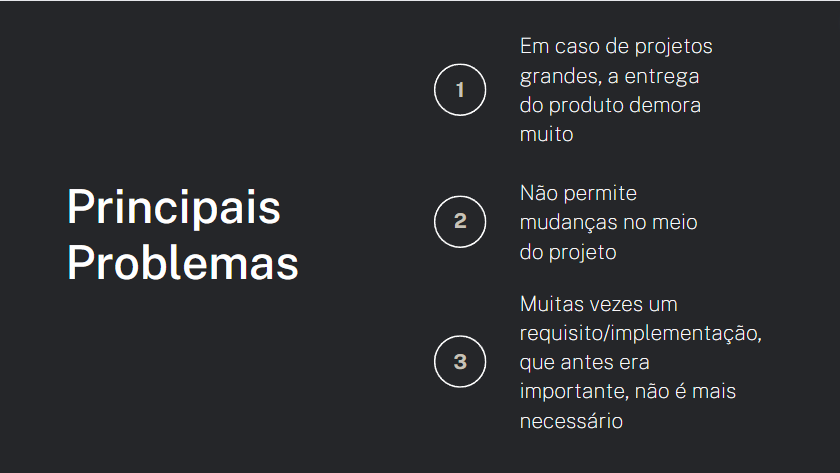 Principais
Problemas
1
Em caso de projetos
grandes, a entrega
do produto demora
muito
2
Não permite
mudanças no meio
do projeto
3
Muitas vezes um
requisito/implementação,
que antes era
importante, não é mais
necessário